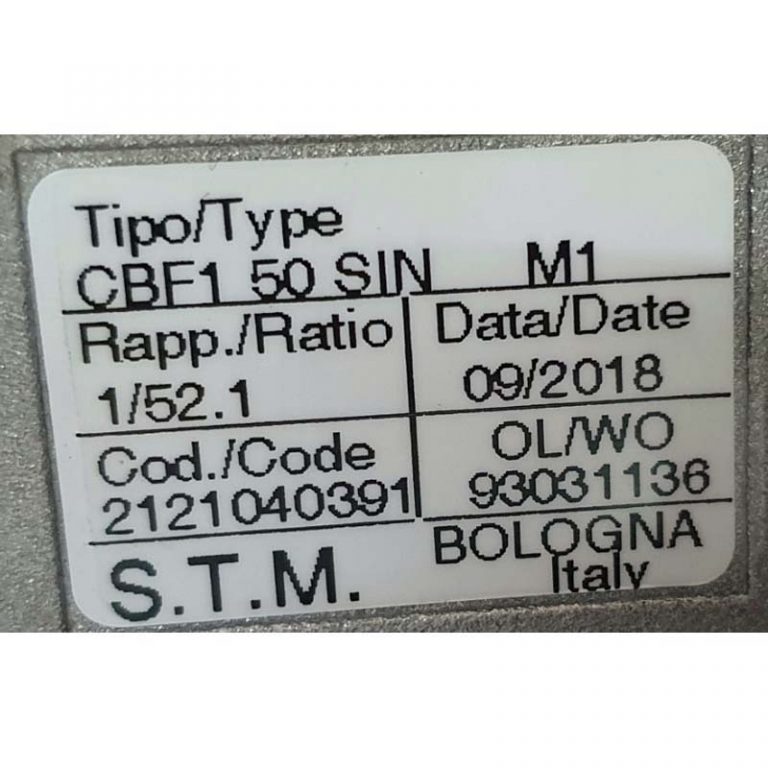 Tipo/Type
CBF1 50 SIN M1
Rapp./Ratio Data/Date
1/52.1 09/2018
Cod./Code OL/WO
2121040391 93031136
S.T.M. BOLOGNA
Italy